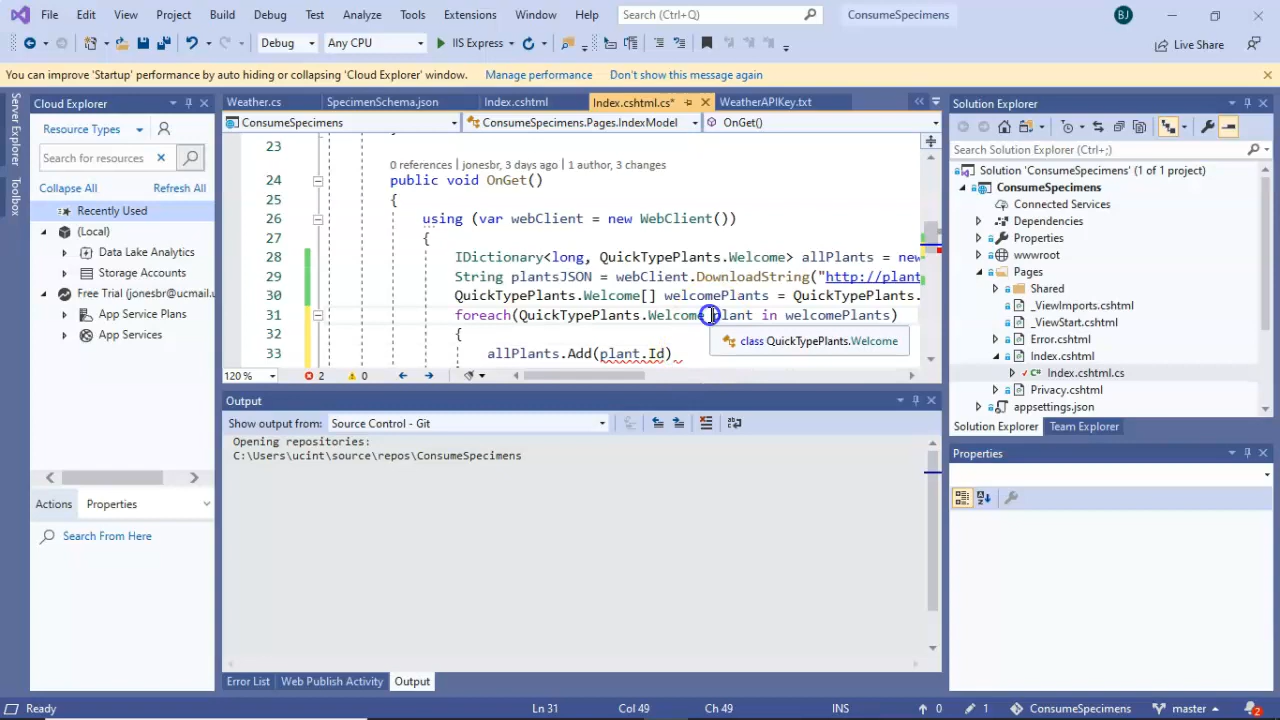 File Edit View Project Build Debug Test Analyze Tools Extensions Window Help Search (Ctrl+Q) ConsumeSpecimens BJ
Debug Any CPU IIS Express Live Share
You can improve 'Startup' performance by auto hiding or collapsing 'Cloud Explorer' window. Manage performance Don't show this message again
Server Explorer
Toolbox
Cloud Explorer
Resource Types
Search for resources
Collapse All Refresh All
Recently Used
(Local)
Data Lake Analytics
Storage Accounts
Free Trial (jonesbr@ucmail.u
App Service Plans
App Services
Actions Properties
Search From Here
Weather.cs SpecimenSchema.json Index.cshtml Index.cshtml.cs* WeatherAPIKey.txt
ConsumeSpecimens ConsumeSpecimens.Pages.IndexModel OnGet()
23
0 references | jonesbr, 3 days ago | 1 author, 3 changes
24 public void OnGet()
25 {
26 using (var webClient = new WebClient())
27 {
28 IDictionary<long, QuickTypePlants.Welcome> allPlants = new
29 String plantsJSON = webClient.DownloadString("http://plant
30 QuickTypePlants.Welcome[] welcomePlants = QuickTypePlants.
31 foreach(QuickTypePlants.Welcome plant in welcomePlants)
32 {
class QuickTypePlants.Welcome
33 allPlants.Add(plant.Id)
120 % 2 0
Output
Show output from: Source Control - Git
Opening repositories:
C:\Users\ucint\source\repos\ConsumeSpecimens
Error List Web Publish Activity Output
Solution Explorer
Search Solution Explorer (Ctrl+;)
Solution 'ConsumeSpecimens' (1 of 1 project)
ConsumeSpecimens
Connected Services
Dependencies
Properties
wwwroot
Pages
Shared
_ViewImports.cshtml
_ViewStart.cshtml
Error.cshtml
Index.cshtml
Index.cshtml.cs
Privacy.cshtml
appsettings.json
Solution Explorer Team Explorer
Properties
Ready Ln 31 Col 49 Ch 49 INS 0 1 ConsumeSpecimens master 2